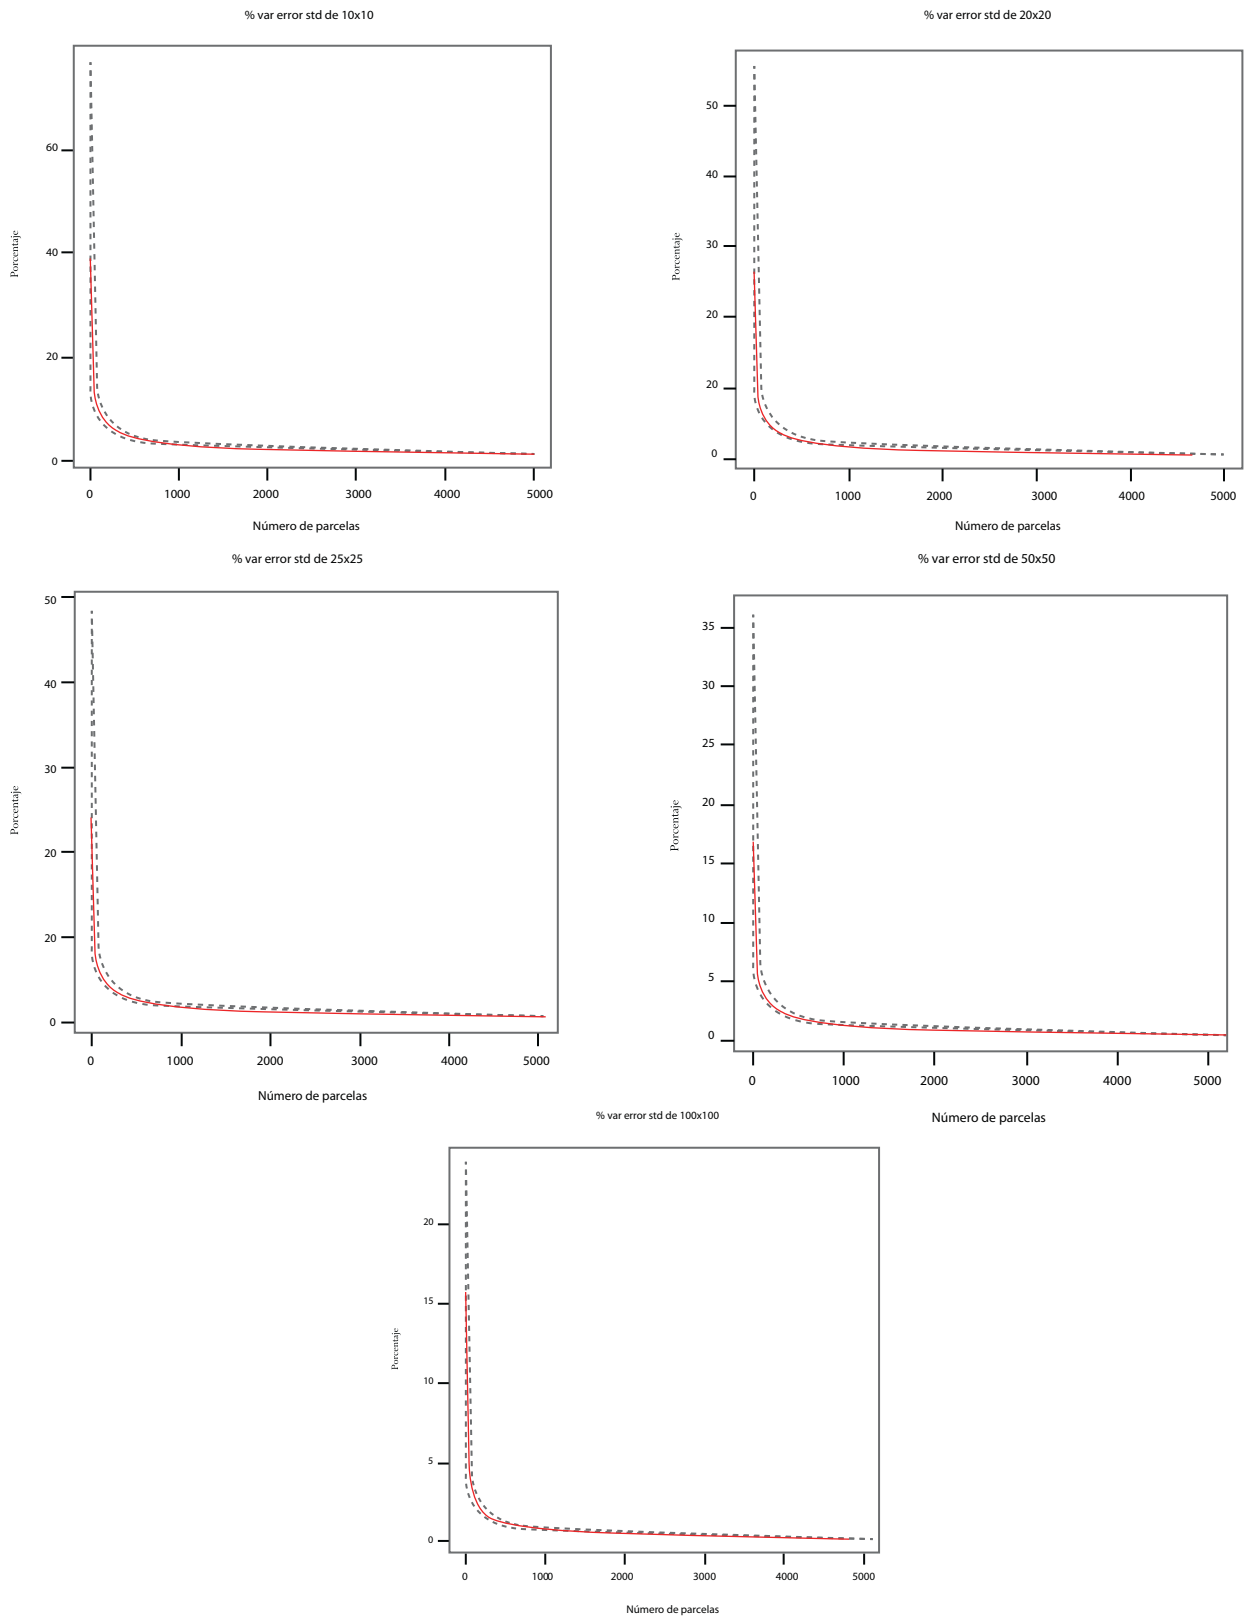 % var error std de 10x10
60
40
20
0
Porcentaje
0 1000 2000 3000 4000 5000
Número de parcelas
% var error std de 20x20
50
40
30
20
20
0
Porcentaje
0 1000 2000 3000 4000 5000
Número de parcelas
% var error std de 25x25
50
40
30
20
20
0
Porcentaje
0 1000 2000 3000 4000 5000
Número de parcelas
% var error std de 50x50
35
30
25
20
15
10
5
0
Porcentaje
0 1000 2000 3000 4000 5000
Número de parcelas
% var error std de 100x100
20
15
10
5
0
Porcentaje
0 1000 2000 3000 4000 5000
Número de parcelas